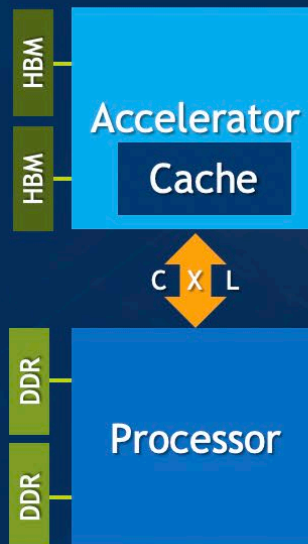 HBM
HBM
Accelerator
Cache
C X L
DDR
DDR
Processor